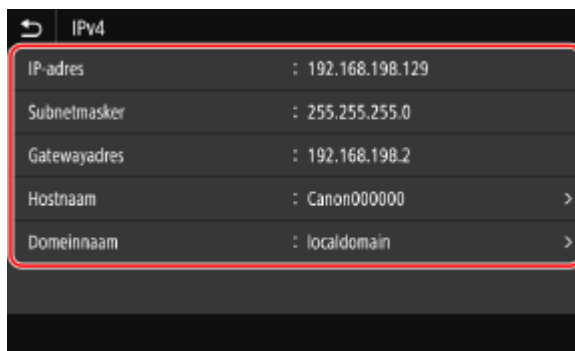 IPv4
IP-adres : 192.168.198.129
Subnetmasker : 255.255.255.0
Gatewayadres : 192.168.198.2
Hostnaam : Canon000000 >
Domeinnaam : localdomain >